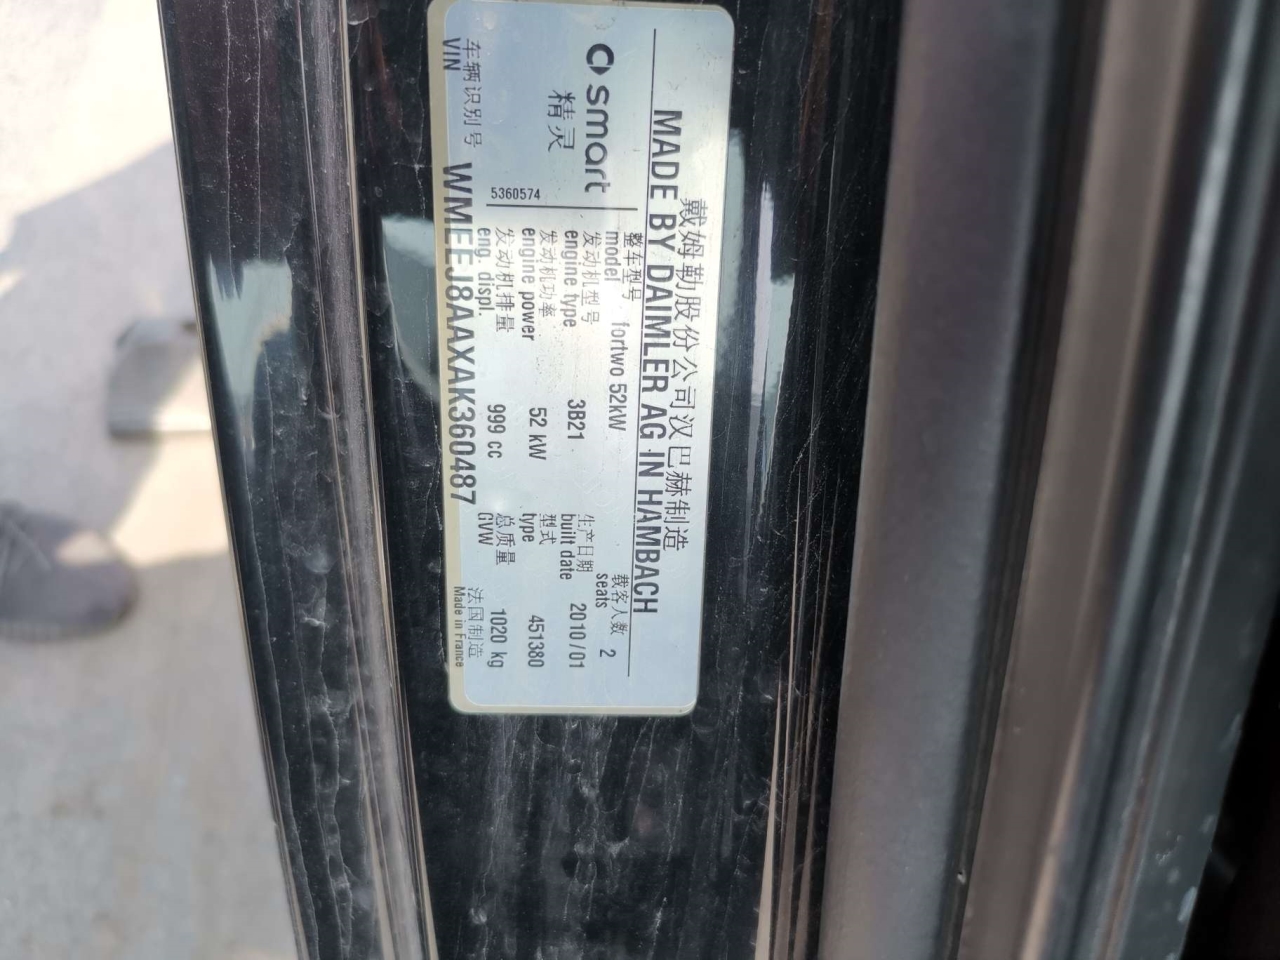 戴姆勒股份公司汉巴赫制造
MADE BY DAIMLER AG IN HAMBACH
smart
精灵
5360574
整车型号
model fortwo 52kW
发动机型号
engine type 3B21
发动机功率
engine power 52 kW
发动机排量
eng. displ. 999 cc
载客人数
seats 2
生产日期
built date 2010/01
型式
type 451380
总质量
GVW 1020 kg
车辆识别号
VIN WMEEJ8AAXAK360487
法国制造
Made in France